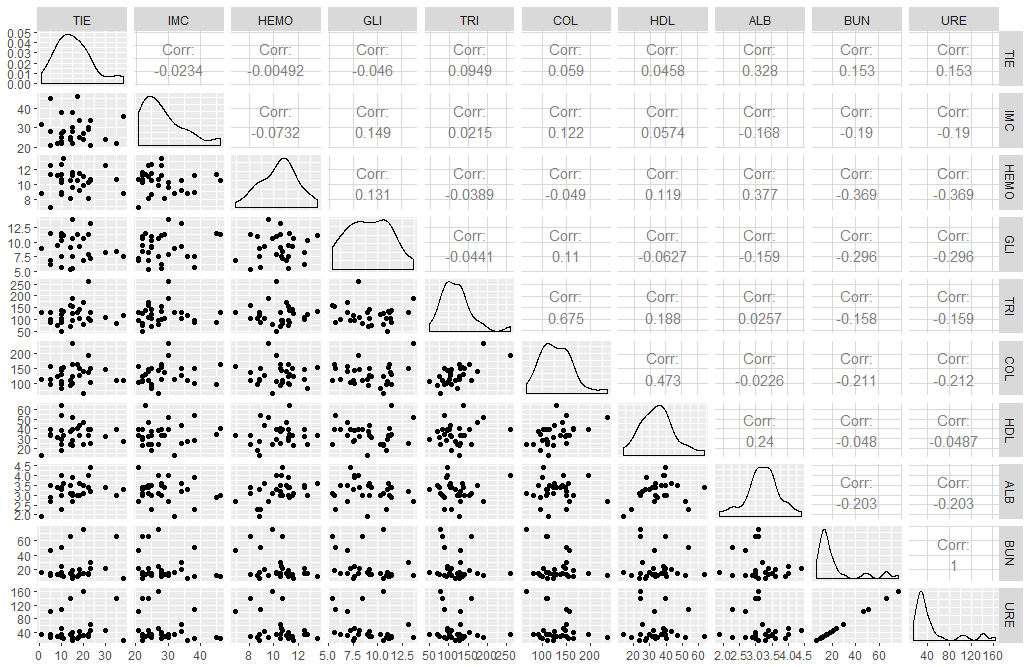 TIE IMC HEMO GLI TRI COL HDL ALB BUN URE
0.05
0.04
0.03
0.02
0.01
0.00
Corr: Corr: Corr: Corr: Corr: Corr: Corr: Corr: Corr:
-0.0234 -0.00492 -0.046 0.0949 0.059 0.0458 0.328 0.153 0.153
TIE
40
30
20
Corr: Corr: Corr: Corr: Corr: Corr: Corr: Corr:
-0.0732 0.149 0.0215 0.122 0.0574 -0.168 -0.19 -0.19
IMC
12
10
8
Corr: Corr: Corr: Corr: Corr: Corr: Corr:
0.131 -0.0389 -0.049 0.119 0.377 -0.369 -0.369
HEMO
12.5
10.0
7.5
5.0
Corr: Corr: Corr: Corr: Corr: Corr:
-0.0441 0.11 -0.0627 -0.159 -0.296 -0.296
GLI
250
200
150
100
50
Corr: Corr: Corr: Corr: Corr:
0.675 0.188 0.0257 -0.158 -0.159
TRI
200
150
100
Corr: Corr: Corr: Corr:
0.473 -0.0226 -0.211 -0.212
COL
60
50
40
30
20
Corr: Corr: Corr:
0.24 -0.048 -0.0487
HDL
4.5
4.0
3.5
3.0
2.5
2.0
Corr: Corr:
-0.203 -0.203
ALB
60
40
20
Corr:
1
BUN
160
120
80
40
URE
0 10 20 30 20 30 40 8 10 12 5.0 7.5 10.0 12.5 50 100 150 200 250 100 150 200 20 30 40 50 60 2.0 2.5 3.0 3.5 4.0 4.5 20 40 60 40 80 120 160